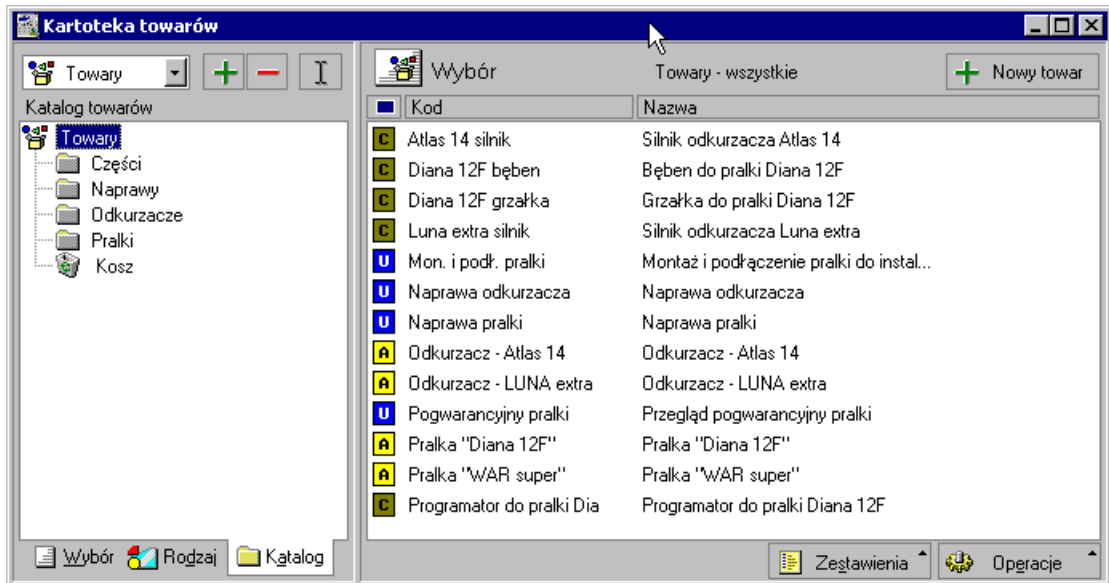 Kartoteka towarów
Towary
Katalog towarów
Towary
Części
Naprawy
Odkurzacze
Pralki
Kosz
Wybór Rodzaj Katalog
Wybór Towary - wszystkie Nowy towar
Kod Nazwa
C Atlas 14 silnik Silnik odkurzacza Atlas 14
C Diana 12F bęben Bęben do pralki Diana 12F
C Diana 12F grzałka Grzałka do pralki Diana 12F
C Luna extra silnik Silnik odkurzacza Luna extra
U Mon. i podł. pralki Montaż i podłączenie pralki do instal...
U Naprawa odkurzacza Naprawa odkurzacza
U Naprawa pralki Naprawa pralki
A Odkurzacz - Atlas 14 Odkurzacz - Atlas 14
A Odkurzacz - LUNA extra Odkurzacz - LUNA extra
U Pogwarancyjny pralki Przegląd pogwarancyjny pralki
A Pralka "Diana 12F" Pralka "Diana 12F"
A Pralka "WAR super" Pralka "WAR super"
C Programator do pralki Dia Programator do pralki Diana 12F
Zestawienia Operacje